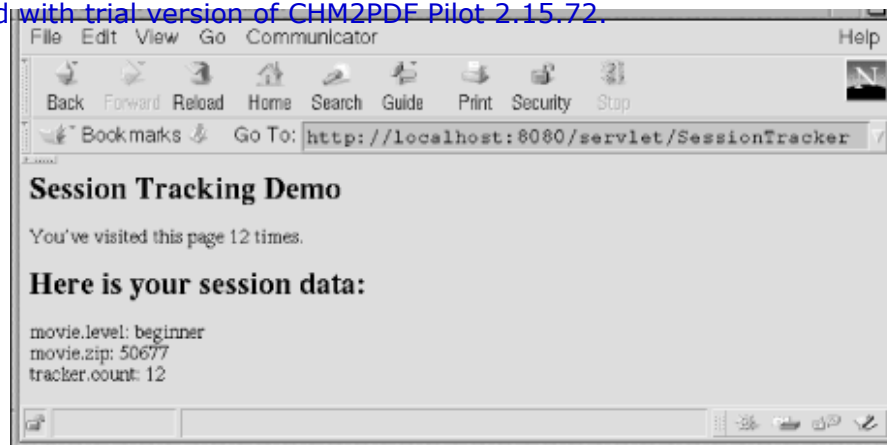 with trial version of CHM2PDF Pilot 2.15.72.
File Edit View Go Communicator Help
Back Forward Reload Home Search Guide Print Security Stop
Bookmarks Go To: http://localhost:8080/servlet/SessionTracker
Session Tracking Demo
You've visited this page 12 times.
Here is your session data:
movie.level: beginner
movie.zip: 50677
tracker.count: 12